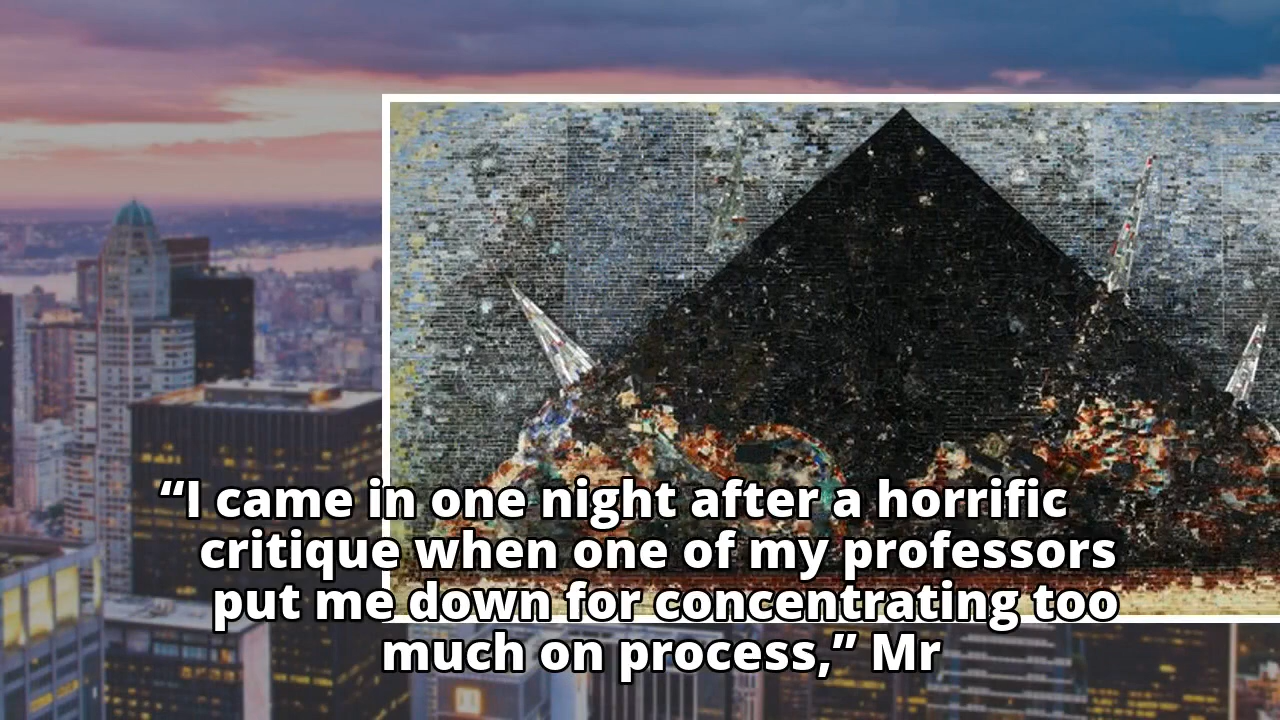 “I came in one night after a horrific
critique when one of my professors
put me down for concentrating too
much on process,” Mr